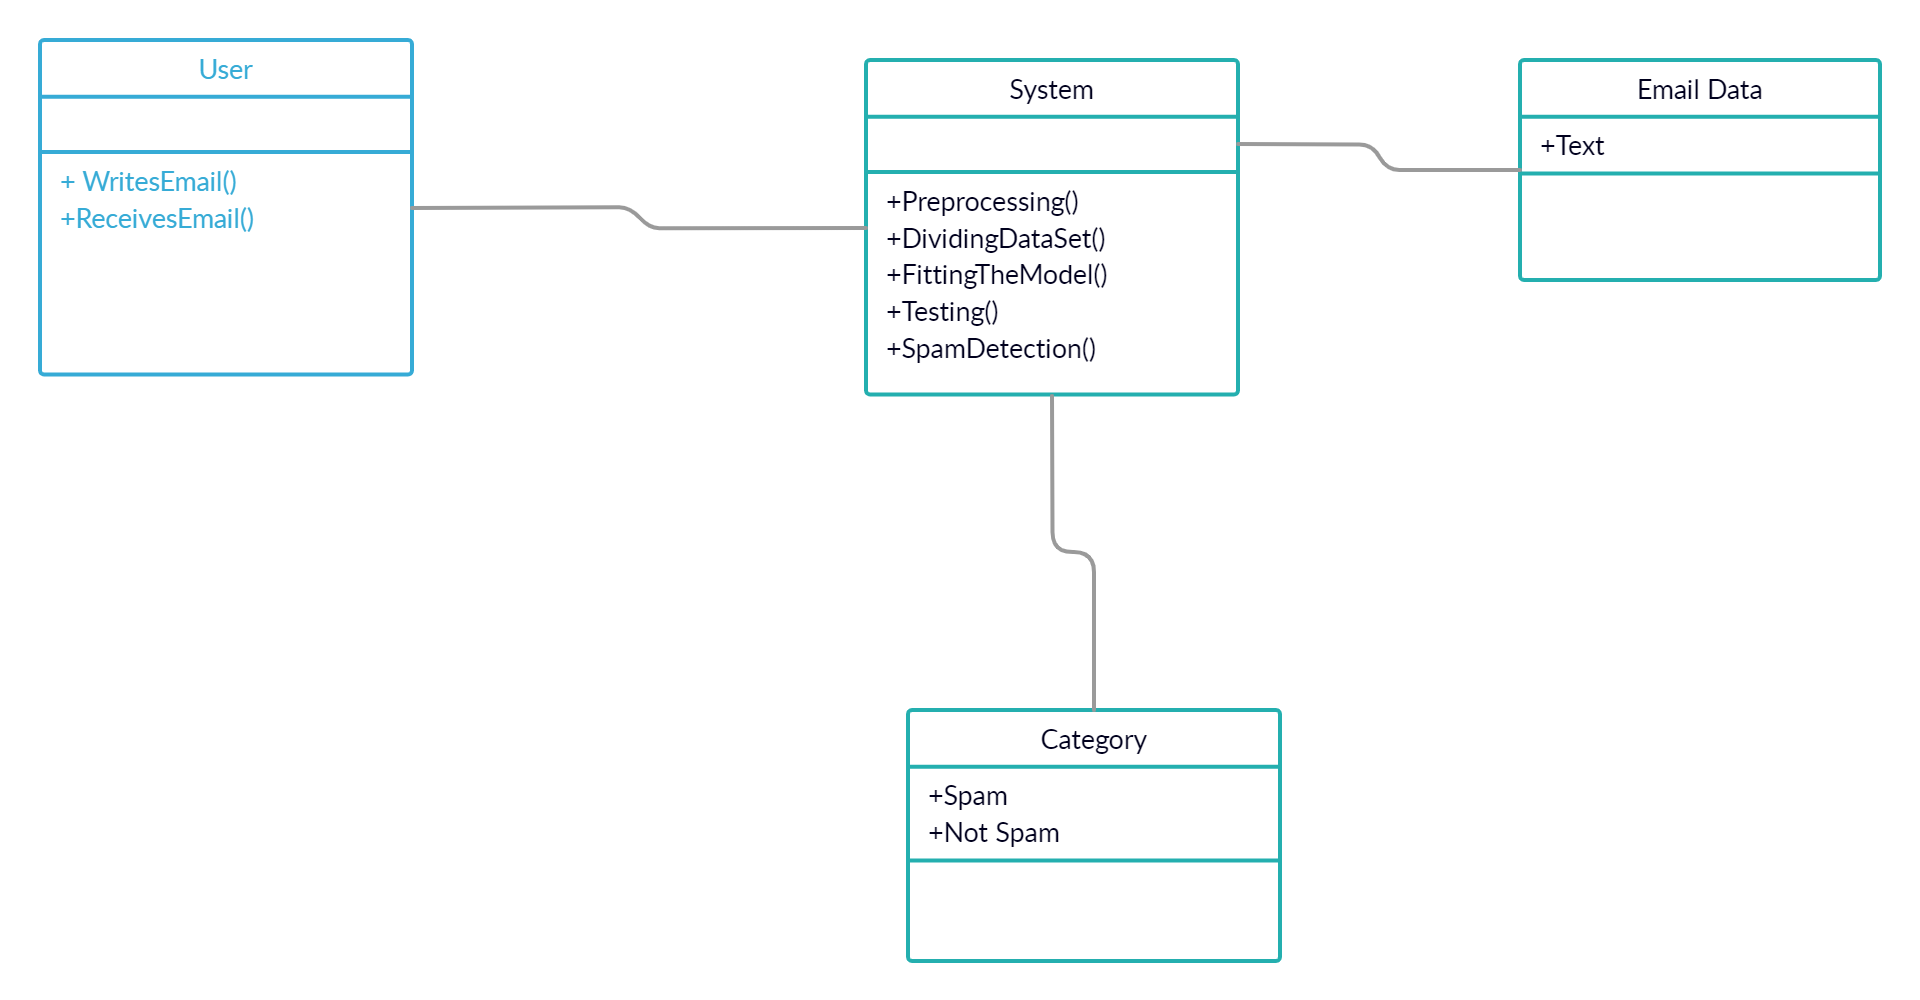 User
+ WritesEmail()
+ReceivesEmail()
System
+Preprocessing()
+DividingDataSet()
+FittingTheModel()
+Testing()
+SpamDetection()
Email Data
+Text
Category
+Spam
+Not Spam